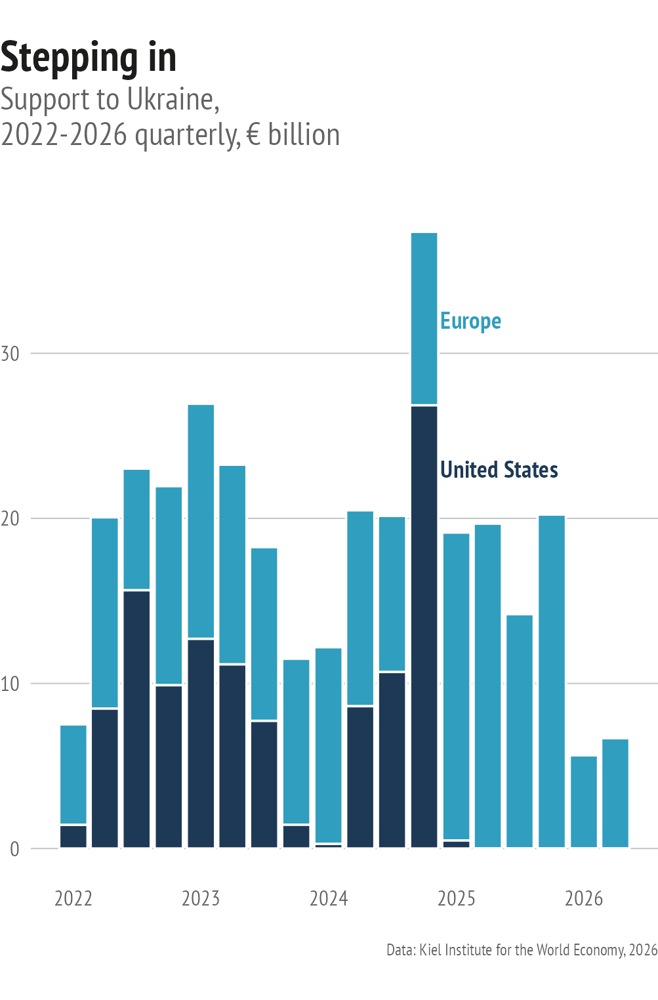 Stepping in
Support to Ukraine,
2022-2026 quarterly, € billion
Europe
30
United States
20
10
0
2022 2023 2024 2025 2026
Data: Kiel Institute for the World Economy, 2026